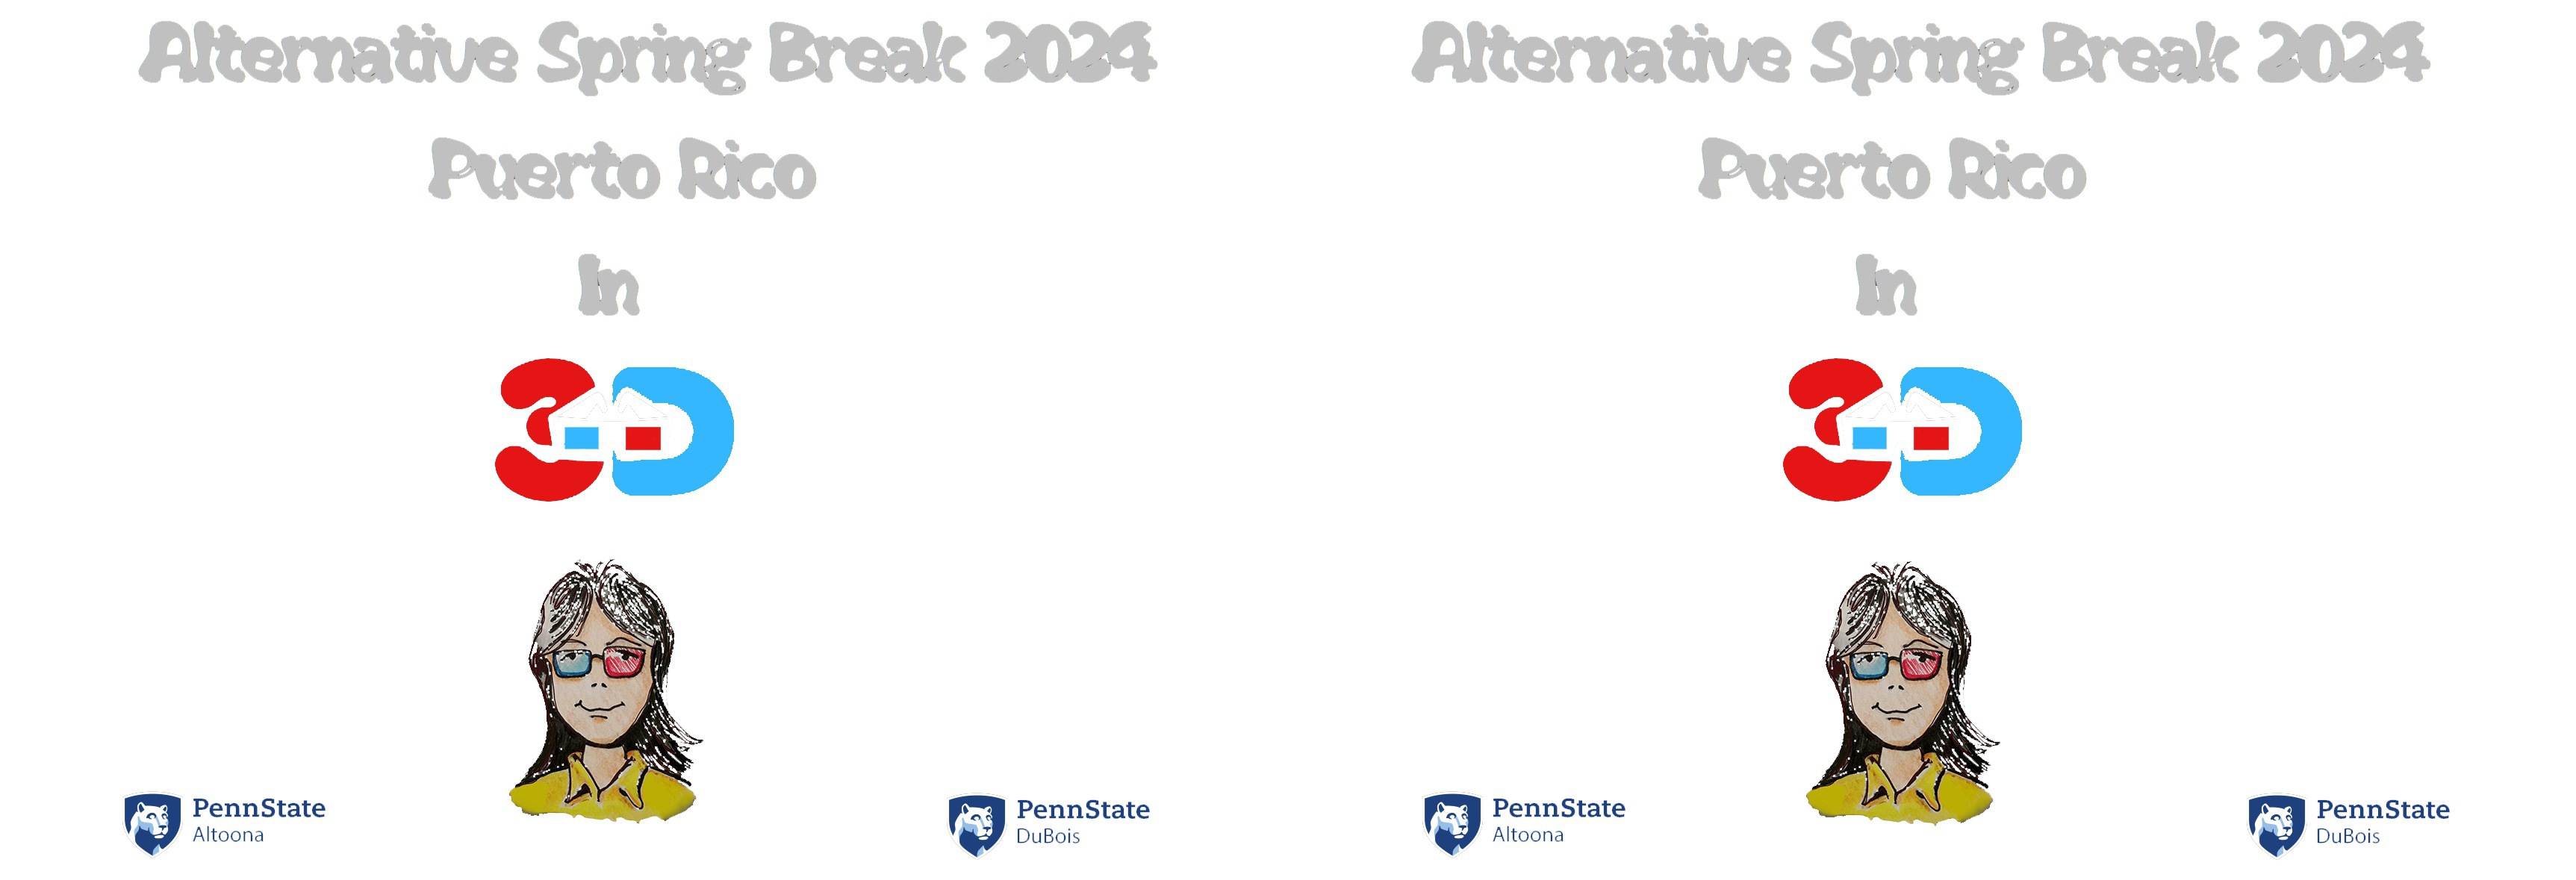 Alternative Spring Break 2024
Puerto Rico
In
3D
PennState
Altoona
PennState
DuBois
Alternative Spring Break 2024
Puerto Rico
In
3D
PennState
Altoona
PennState
DuBois